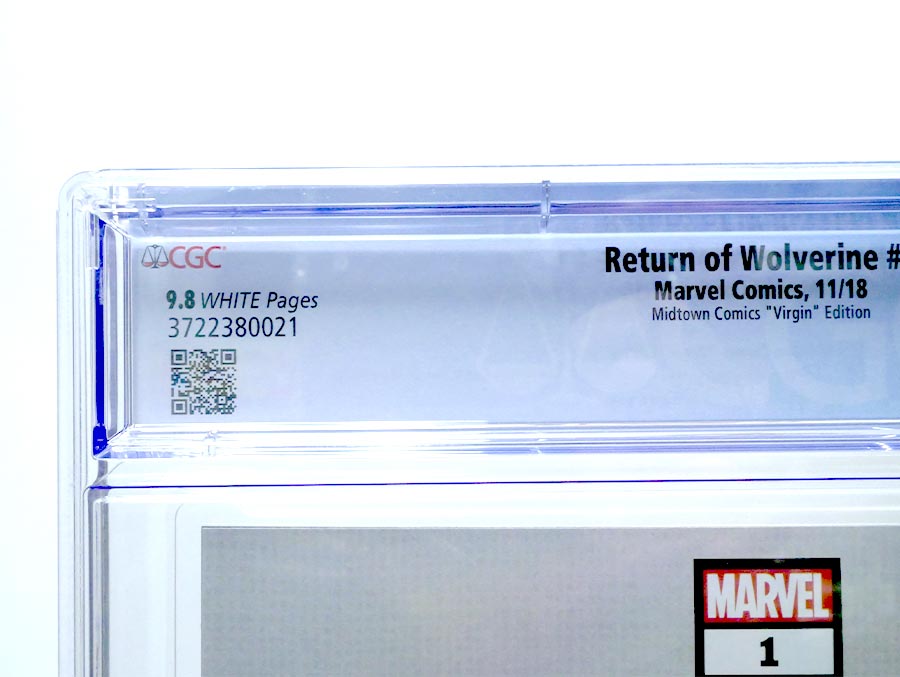 CGC
9.8 WHITE Pages
3722380021
Return of Wolverine #
Marvel Comics, 11/18
Midtown Comics "Virgin" Edition
CGC
MARVEL
1